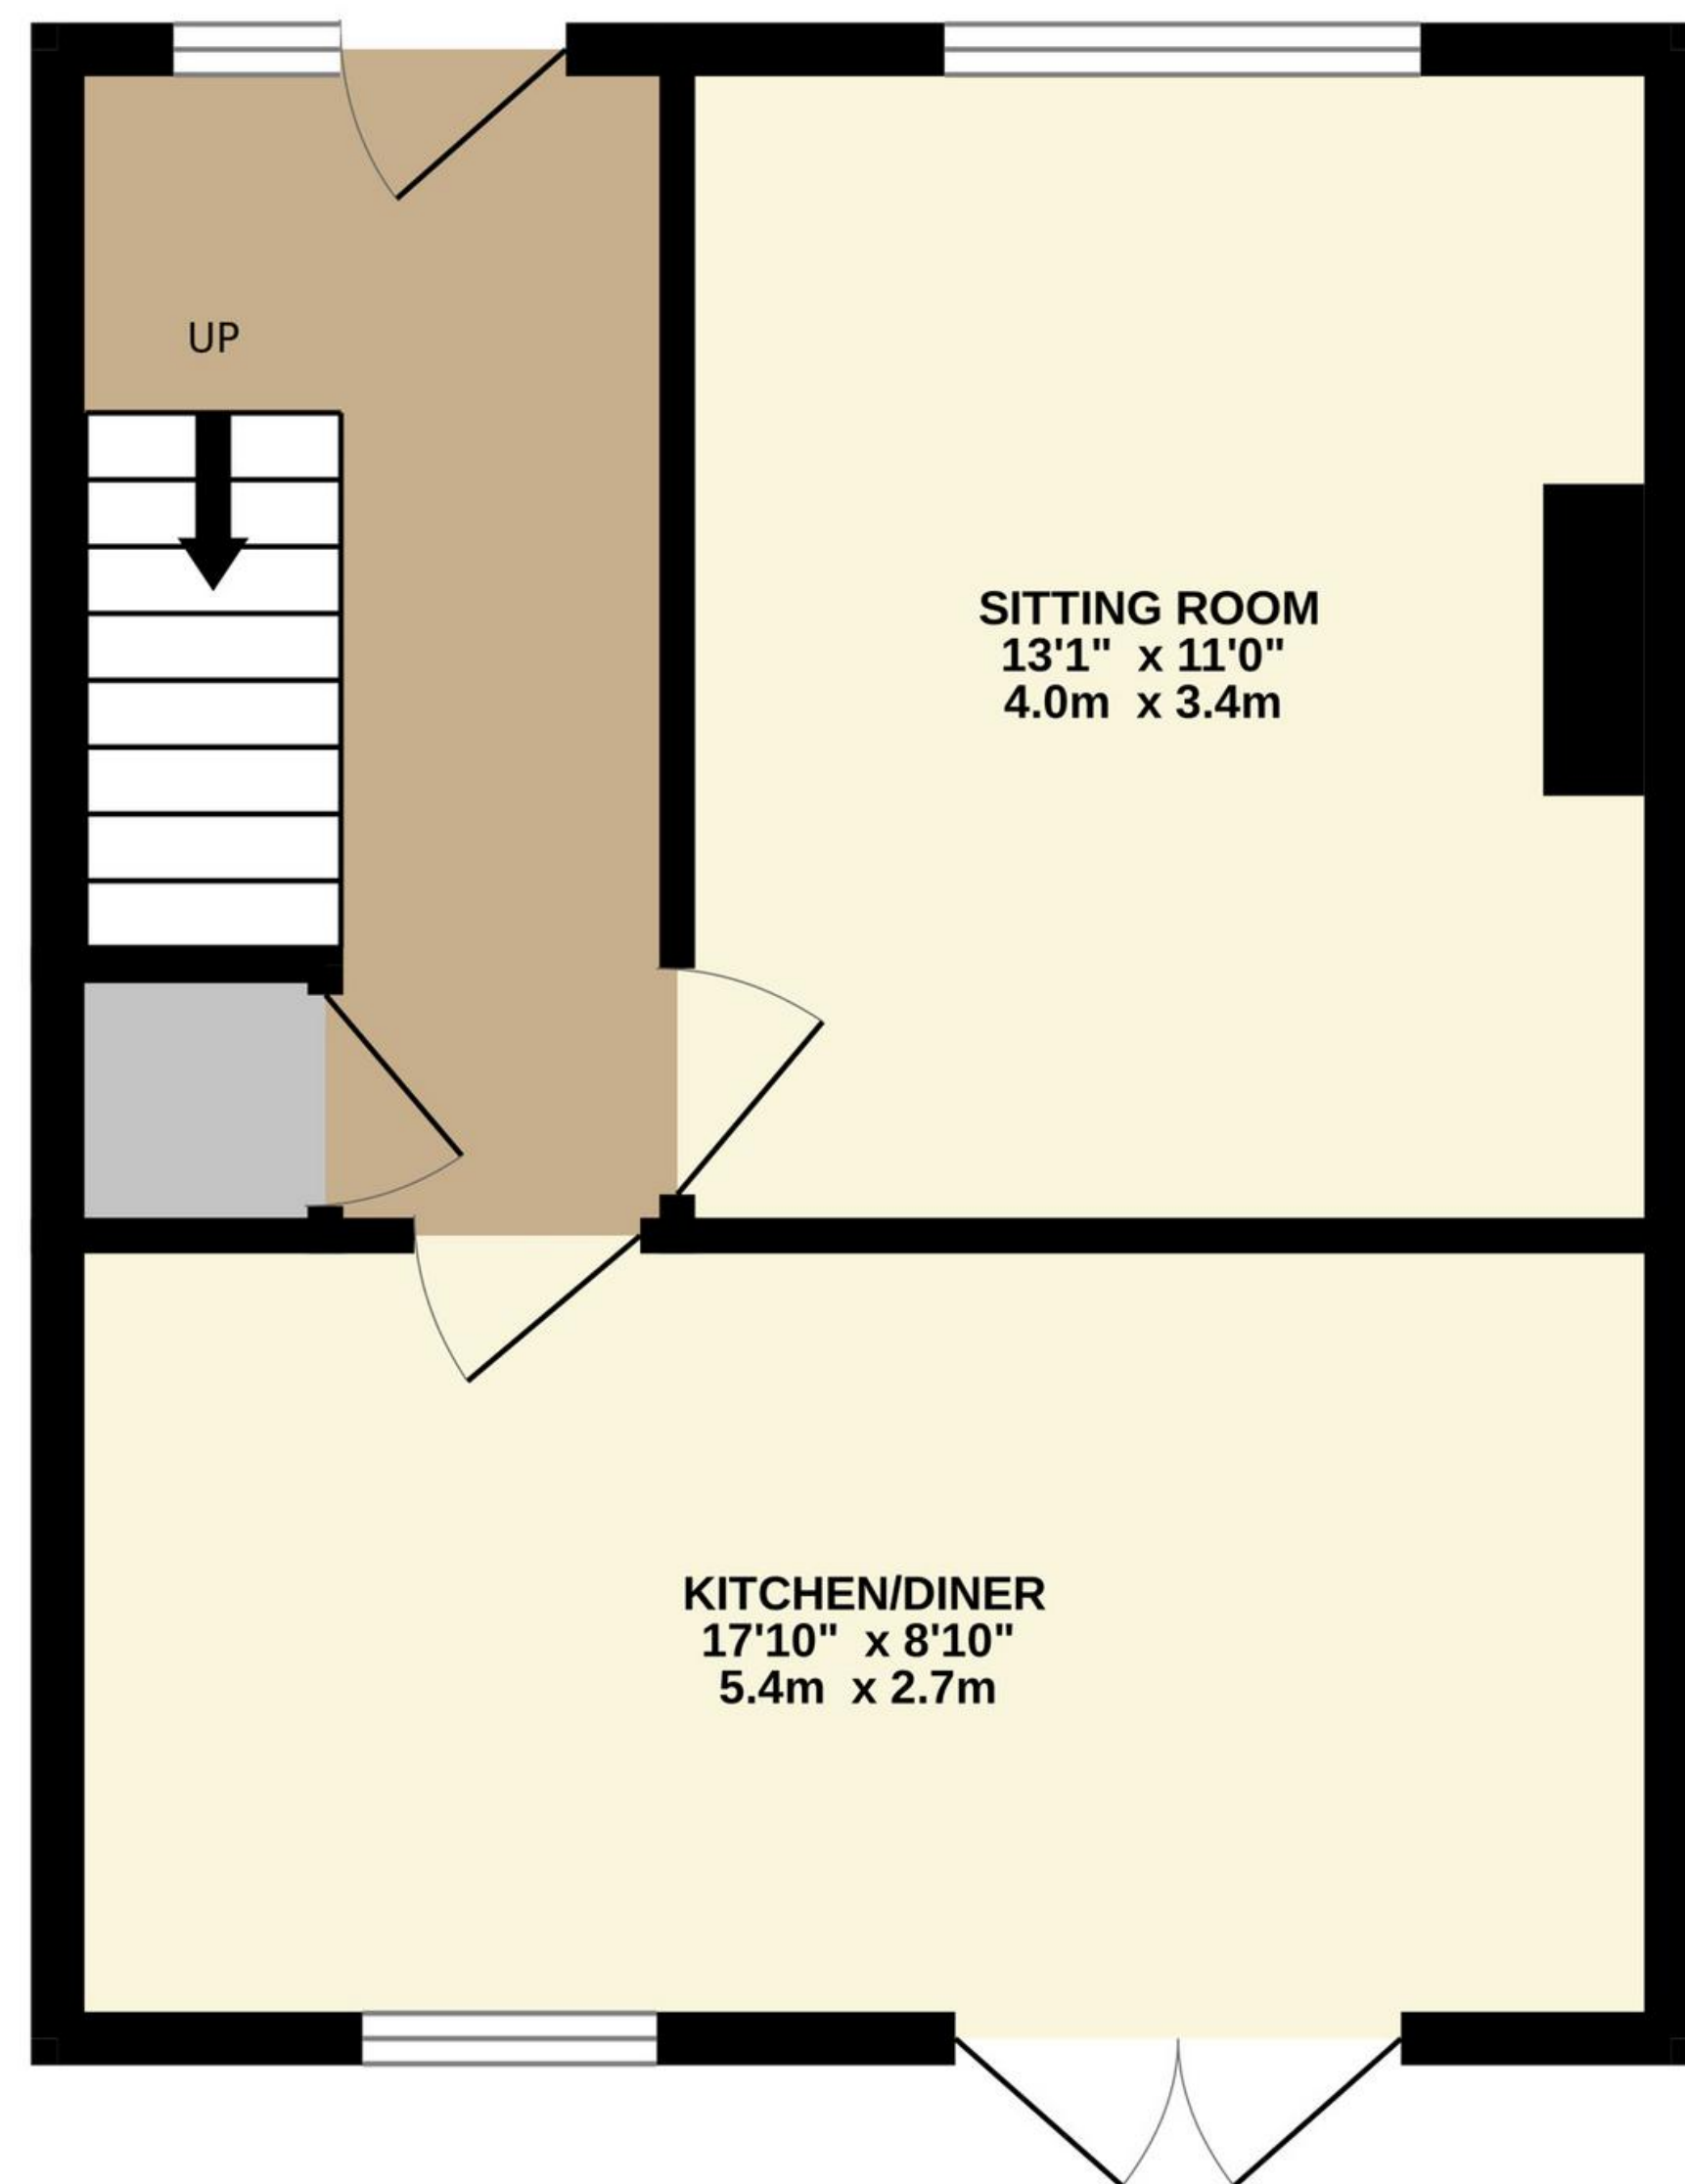 UP
SITTING ROOM
13'1" x 11'0"
4.0m x 3.4m
KITCHEN/DINER
17'10" x 8'10"
5.4m x 2.7m